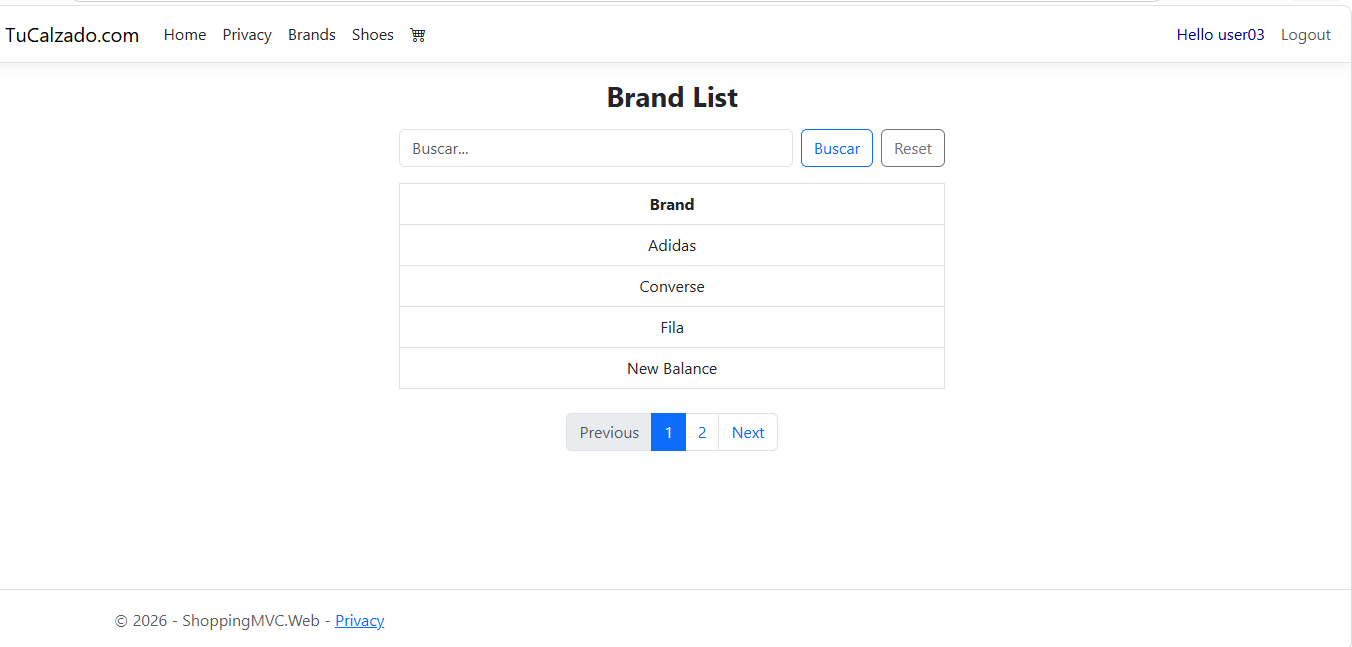 TuCalzado.com Home Privacy Brands Shoes Hello user03 Logout
Brand List
Buscar... Buscar Reset
Brand
Adidas
Converse
Fila
New Balance
Previous 1 2 Next
© 2026 - ShoppingMVC.Web - Privacy